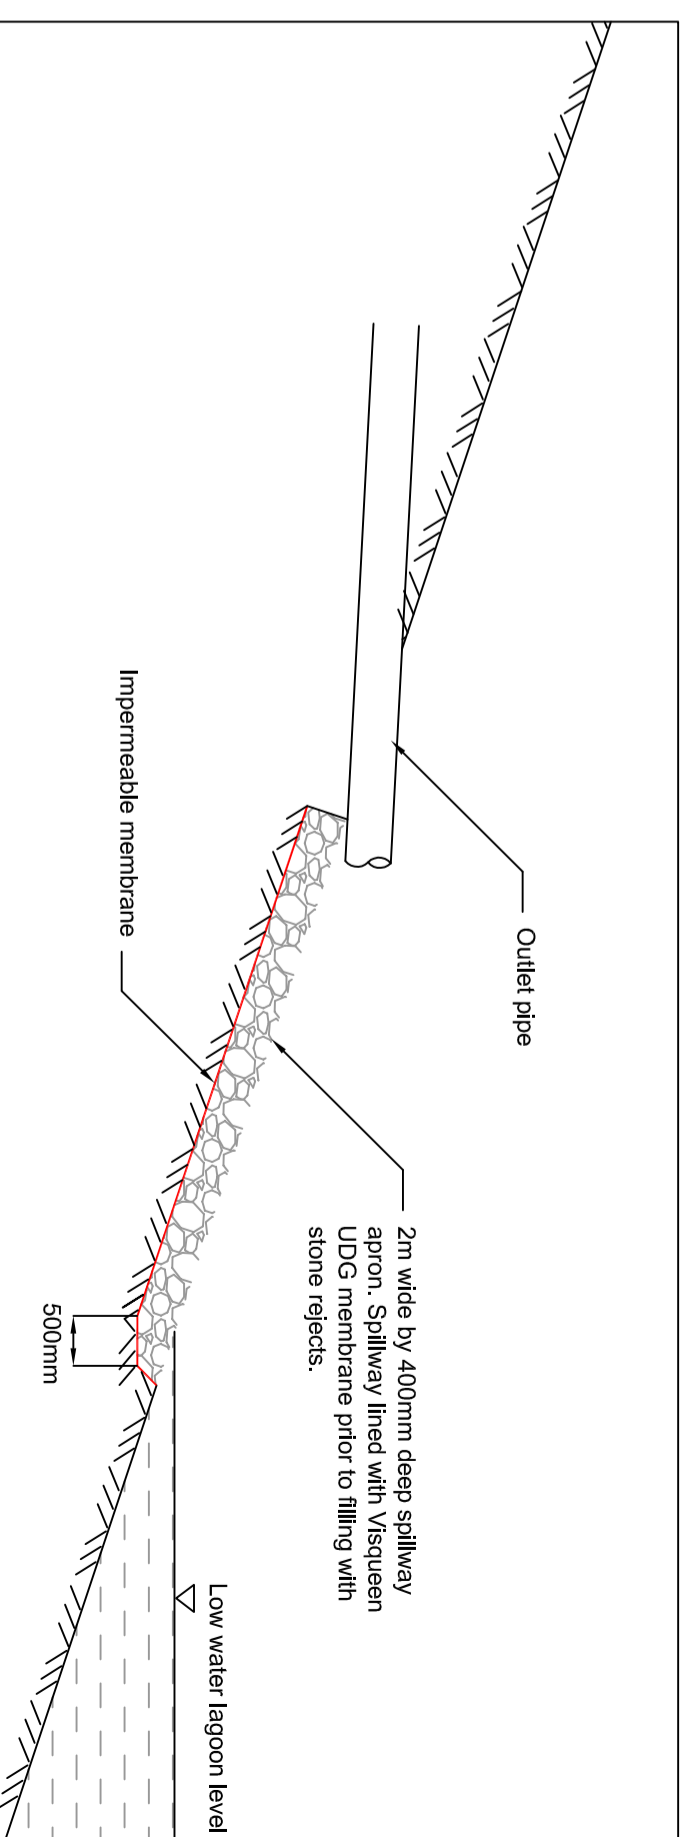 Outlet pipe
2m wide by 400mm deep spillway
apron. Spillway lined with Visqueen
UDG membrane prior to filling with
stone rejects.
Low water lagoon level
Impermeable membrane
500mm